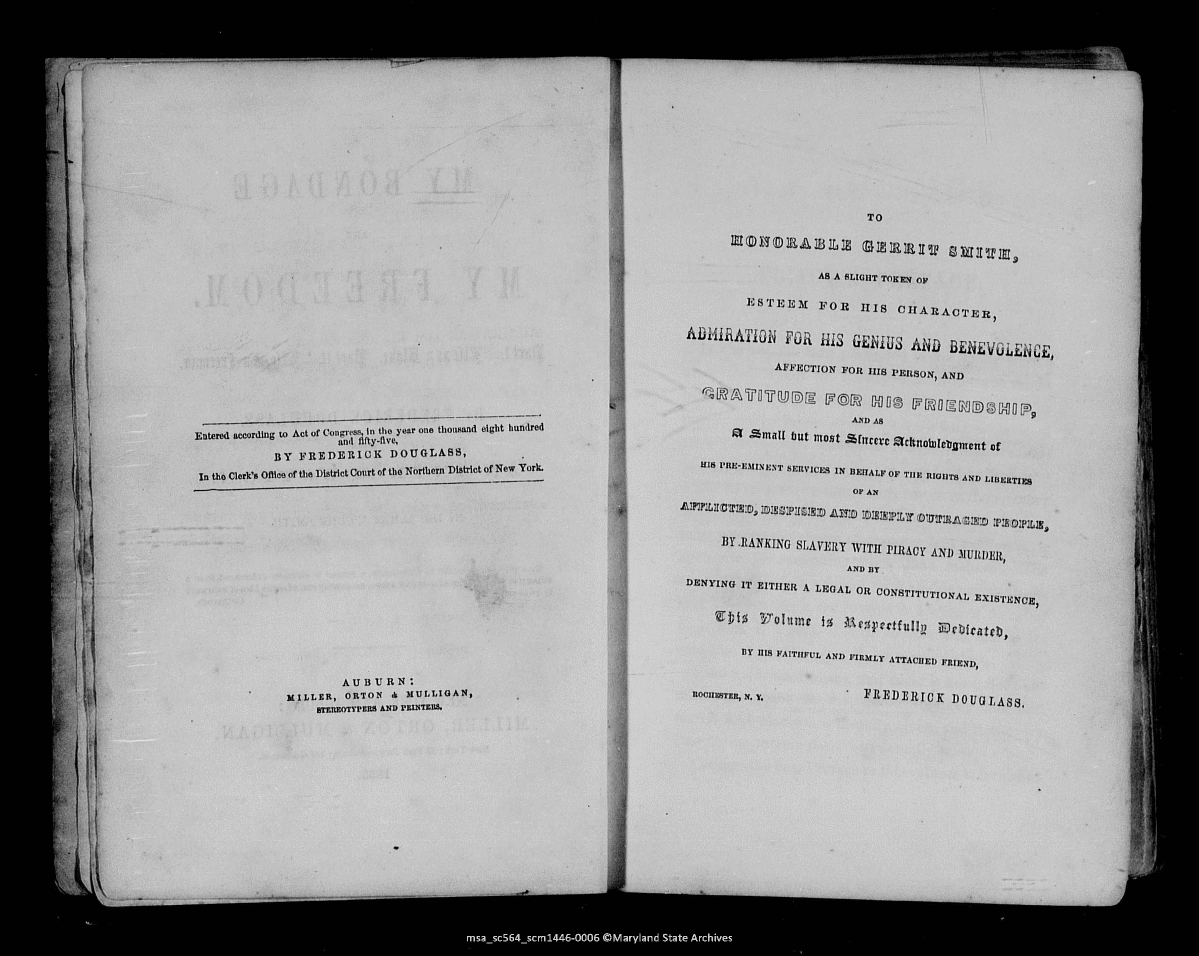 Entered according to Act of Congress, in the year one thousand eight hundred
and fifty-five,
BY FREDERICK DOUGLASS,
In the Clerk's Office of the District Court of the Northern District of New York.
AUBURN:
MILLER, ORTON & MULLIGAN,
STEREOTYPERS AND PRINTERS.
TO
HONORABLE GERRIT SMITH,
AS A SLIGHT TOKEN OF
ESTEEM FOR HIS CHARACTER,
ADMIRATION FOR HIS GENIUS AND BENEVOLENCE,
AFFECTION FOR HIS PERSON, AND
GRATITUDE FOR HIS FRIENDSHIP,
AND AS
A Small but most Sincere Acknowledgment of
HIS PRE-EMINENT SERVICES IN BEHALF OF THE RIGHTS AND LIBERTIES
OF AN
AFFLICTED, DESPISED AND DEEPLY OUTRAGED PEOPLE,
BY RANKING SLAVERY WITH PIRACY AND MURDER,
AND BY
DENYING IT EITHER A LEGAL OR CONSTITUTIONAL EXISTENCE,
This Volume is Respectfully Dedicated,
BY HIS FAITHFUL AND FIRMLY ATTACHED FRIEND,
FREDERICK DOUGLASS.
ROCHESTER, N. Y.
msa_sc564_scm1446-0006 ©Maryland State Archives